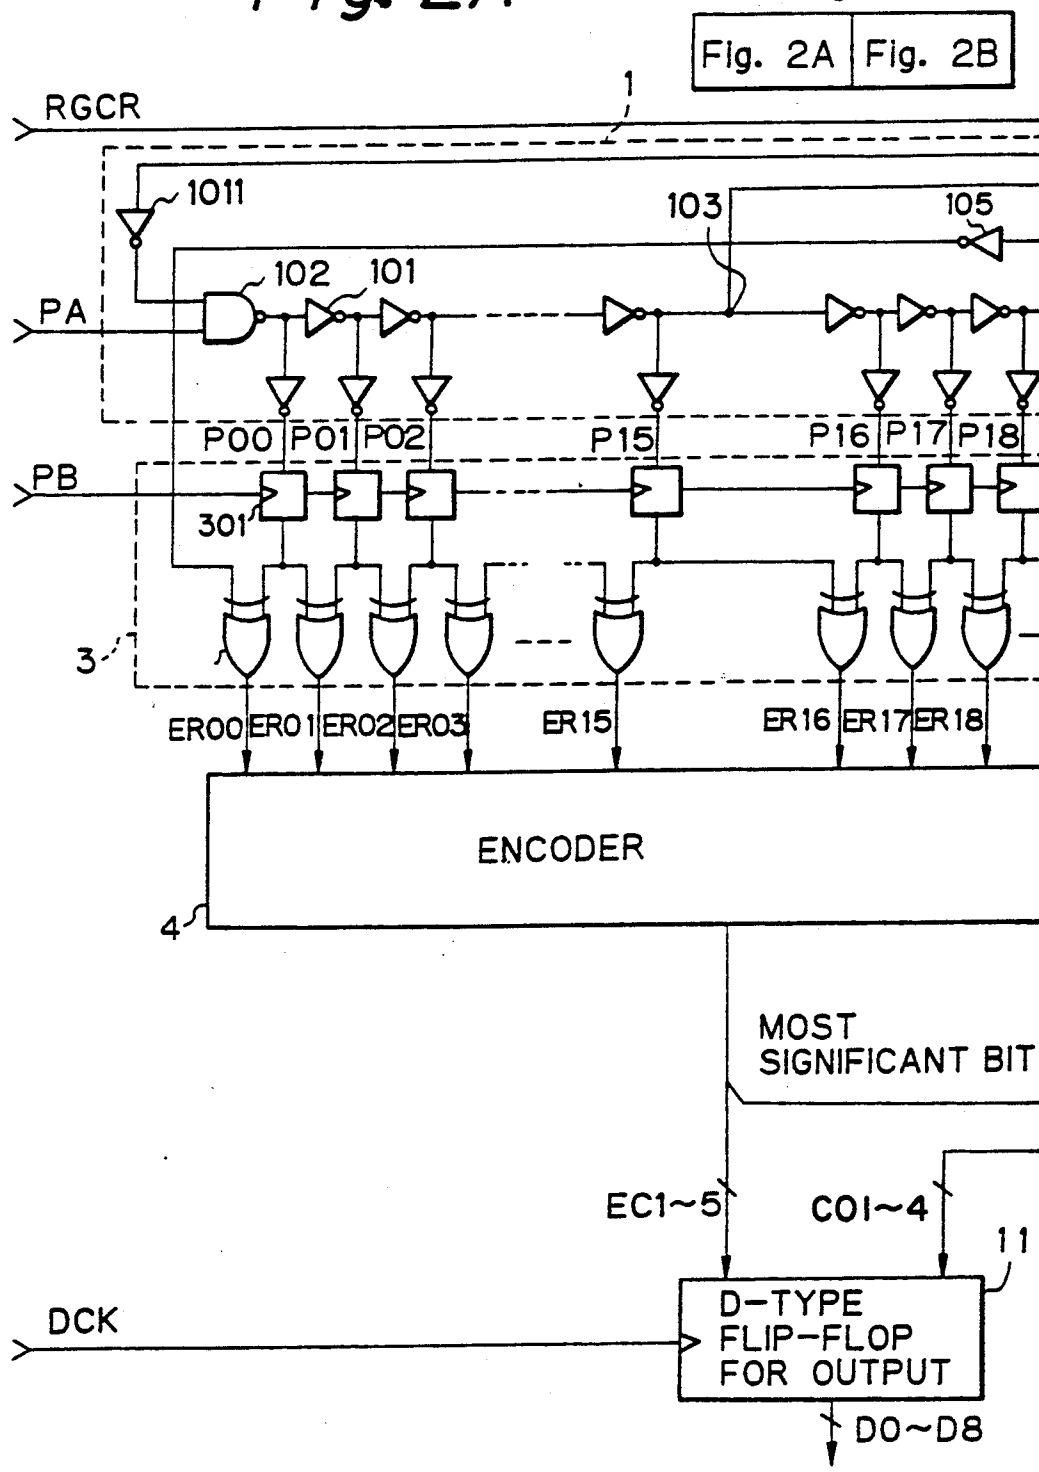 Fig. 2A
Fig. 2A Fig. 2B
RGCR
1
1011
103
105
102
101
PA
P00 P01 P02 P15 P16 P17 P18
PB
301
3
ER00 ER01 ER02 ER03 ER15 ER16 ER17 ER18
ENCODER
4
MOST
SIGNIFICANT BIT
EC1~5
CO1~4
11
DCK
D-TYPE
FLIP-FLOP
FOR OUTPUT
D0~D8